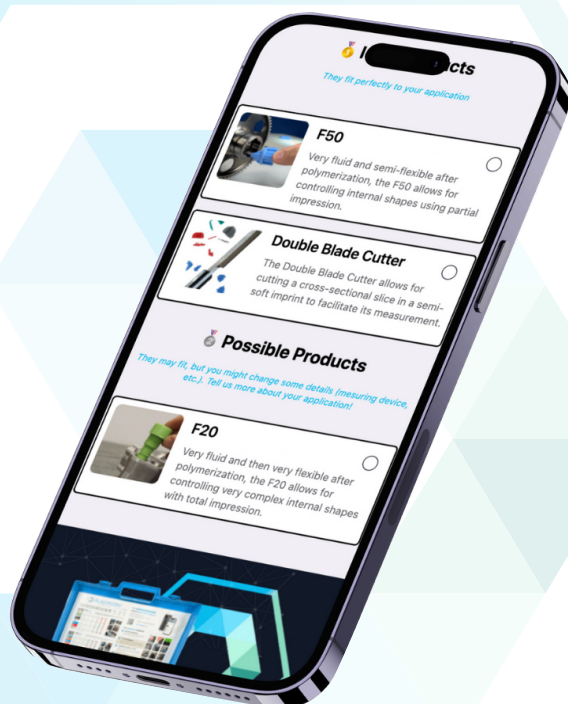 cts
They fit perfectly to your application
F50
Very fluid and semi-flexible after
polymerization, the F50 allows for
controlling internal shapes using partial
impression.
Double Blade Cutter
The Double Blade Cutter allows for
cutting a cross-sectional slice in a semi-
soft imprint to facilitate its measurement.
Possible Products
They may fit, but you might change some details (mesuring device,
etc.). Tell us more about your application!
F20
Very fluid and then very flexible after
polymerization, the F20 allows for
controlling very complex internal shapes
with total impression.